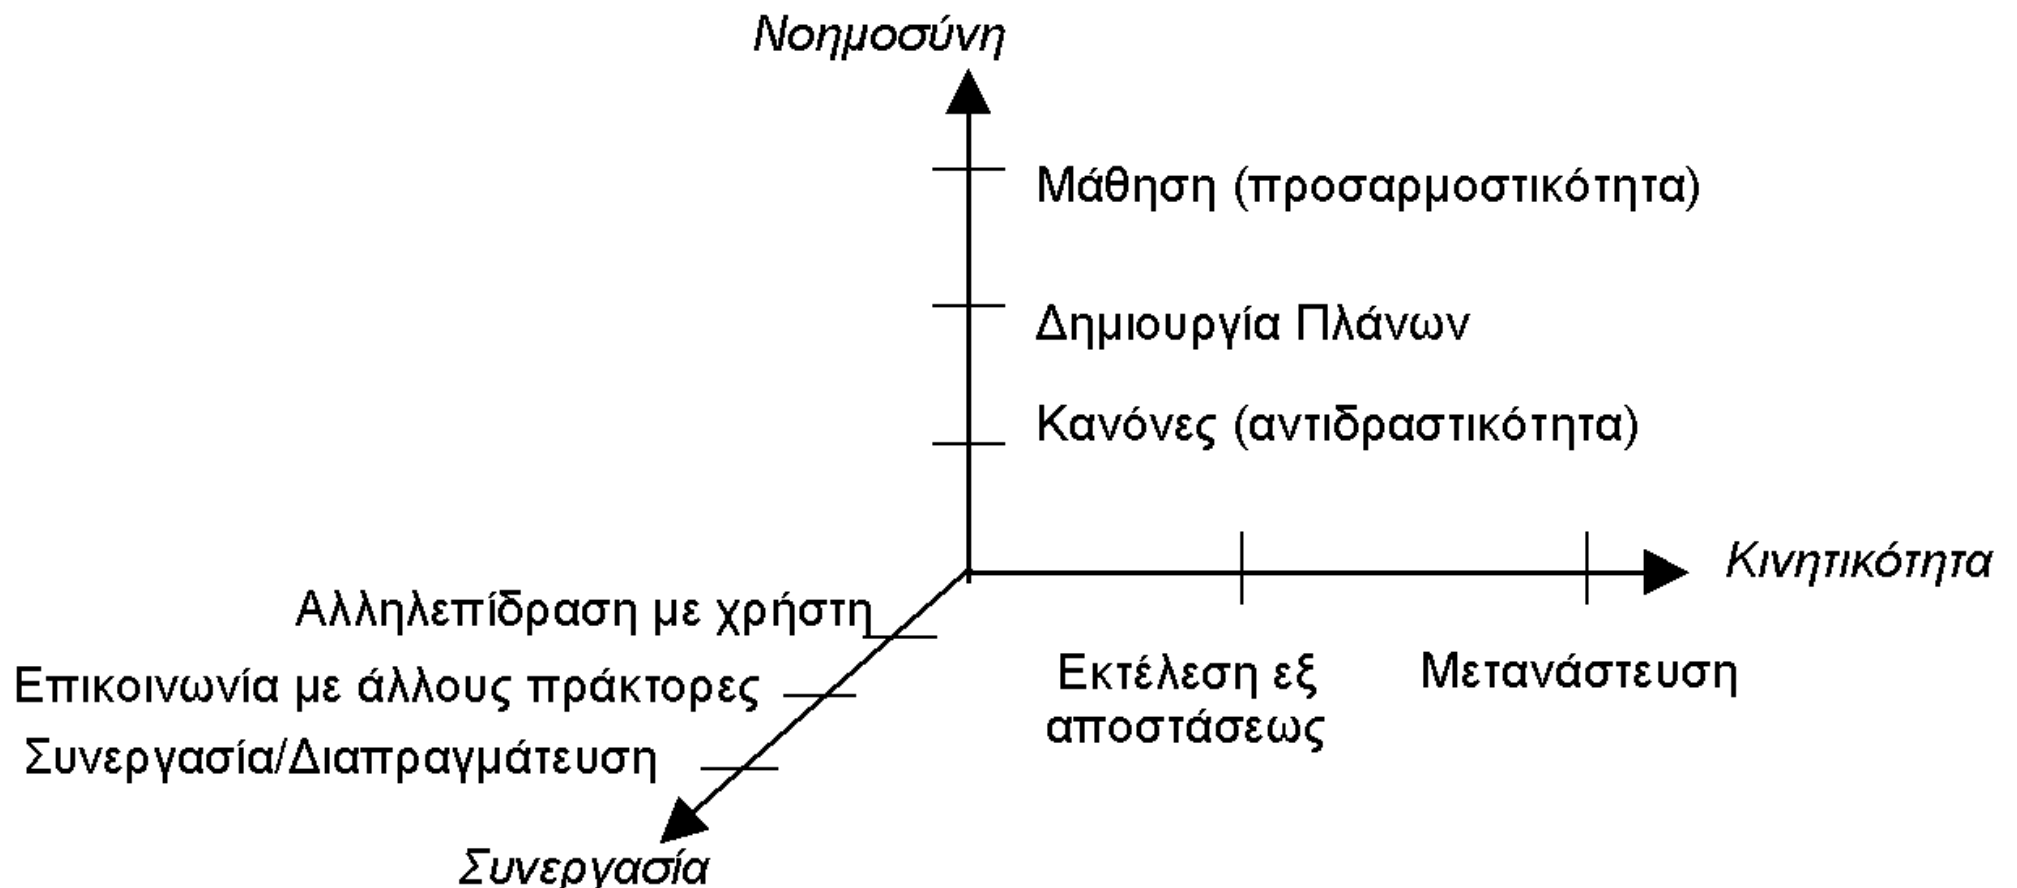 Νοημοσύνη
Μάθηση (προσαρμοστικότητα)
Δημιουργία Πλάνων
Κανόνες (αντιδραστικότητα)
Κινητικότητα
Αλληλεπίδραση με χρήστη
Εκτέλεση εξ
αποστάσεως
Μετανάστευση
Επικοινωνία με άλλους πράκτορες
Συνεργασία/Διαπραγμάτευση
Συνεργασία